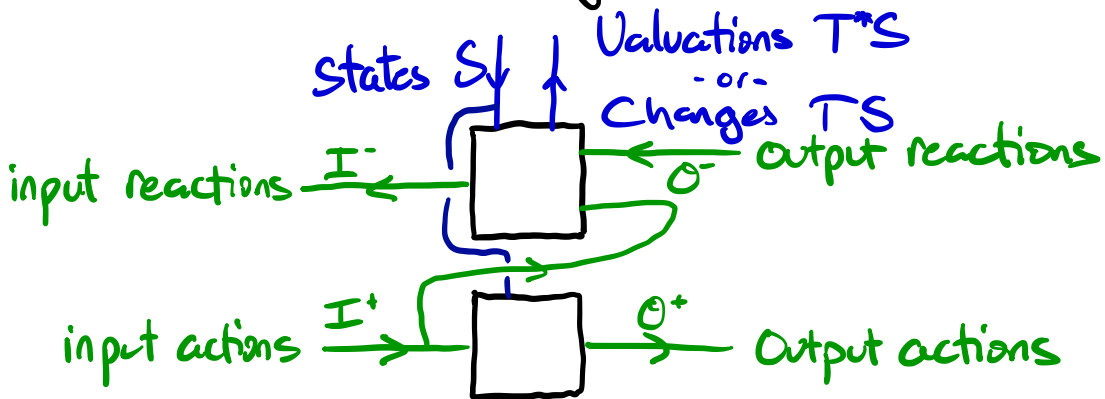 Valuations T*S
States S
-or-
Changes TS
input reactions I⁻
O⁻ Output reactions
input actions I⁺
O⁺ Output actions